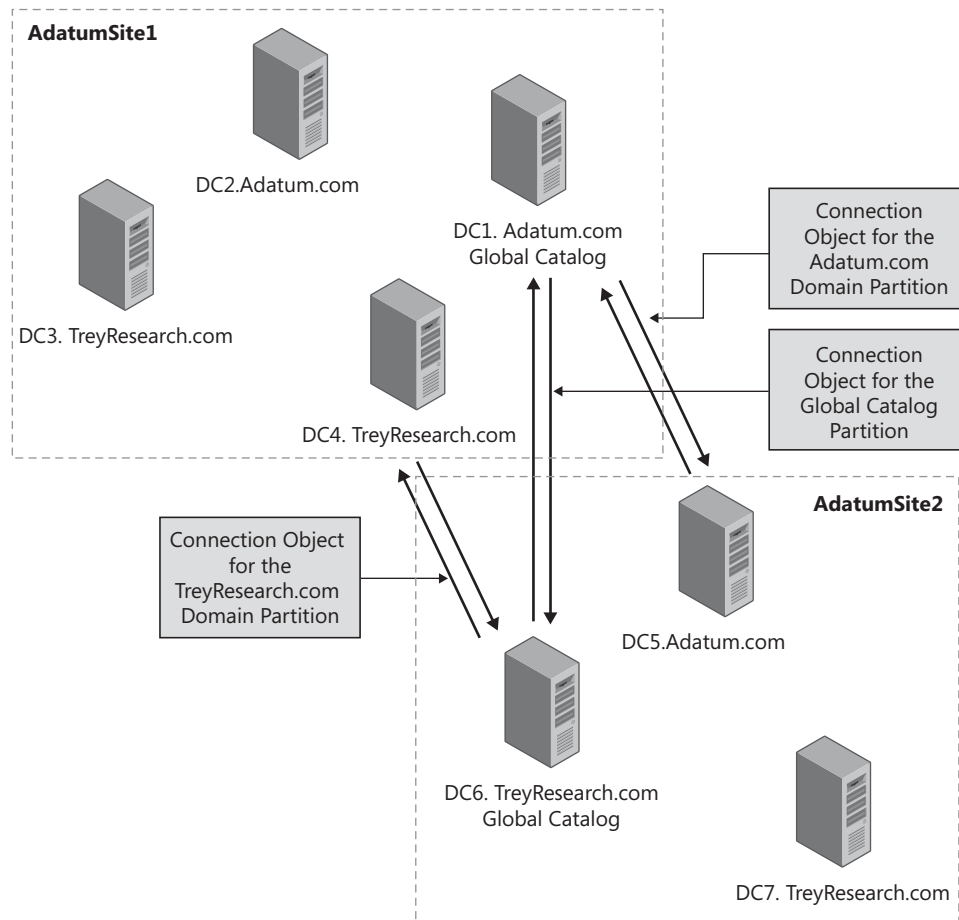 AdatumSite1
DC2.Adatum.com
DC1. Adatum.com
Global Catalog
DC3. TreyResearch.com
DC4. TreyResearch.com
Connection
Object for the
Adatum.com
Domain Partition
Connection
Object for the
Global Catalog
Partition
AdatumSite2
Connection Object
for the
TreyResearch.com
Domain Partition
DC5.Adatum.com
DC6. TreyResearch.com
Global Catalog
DC7. TreyResearch.com